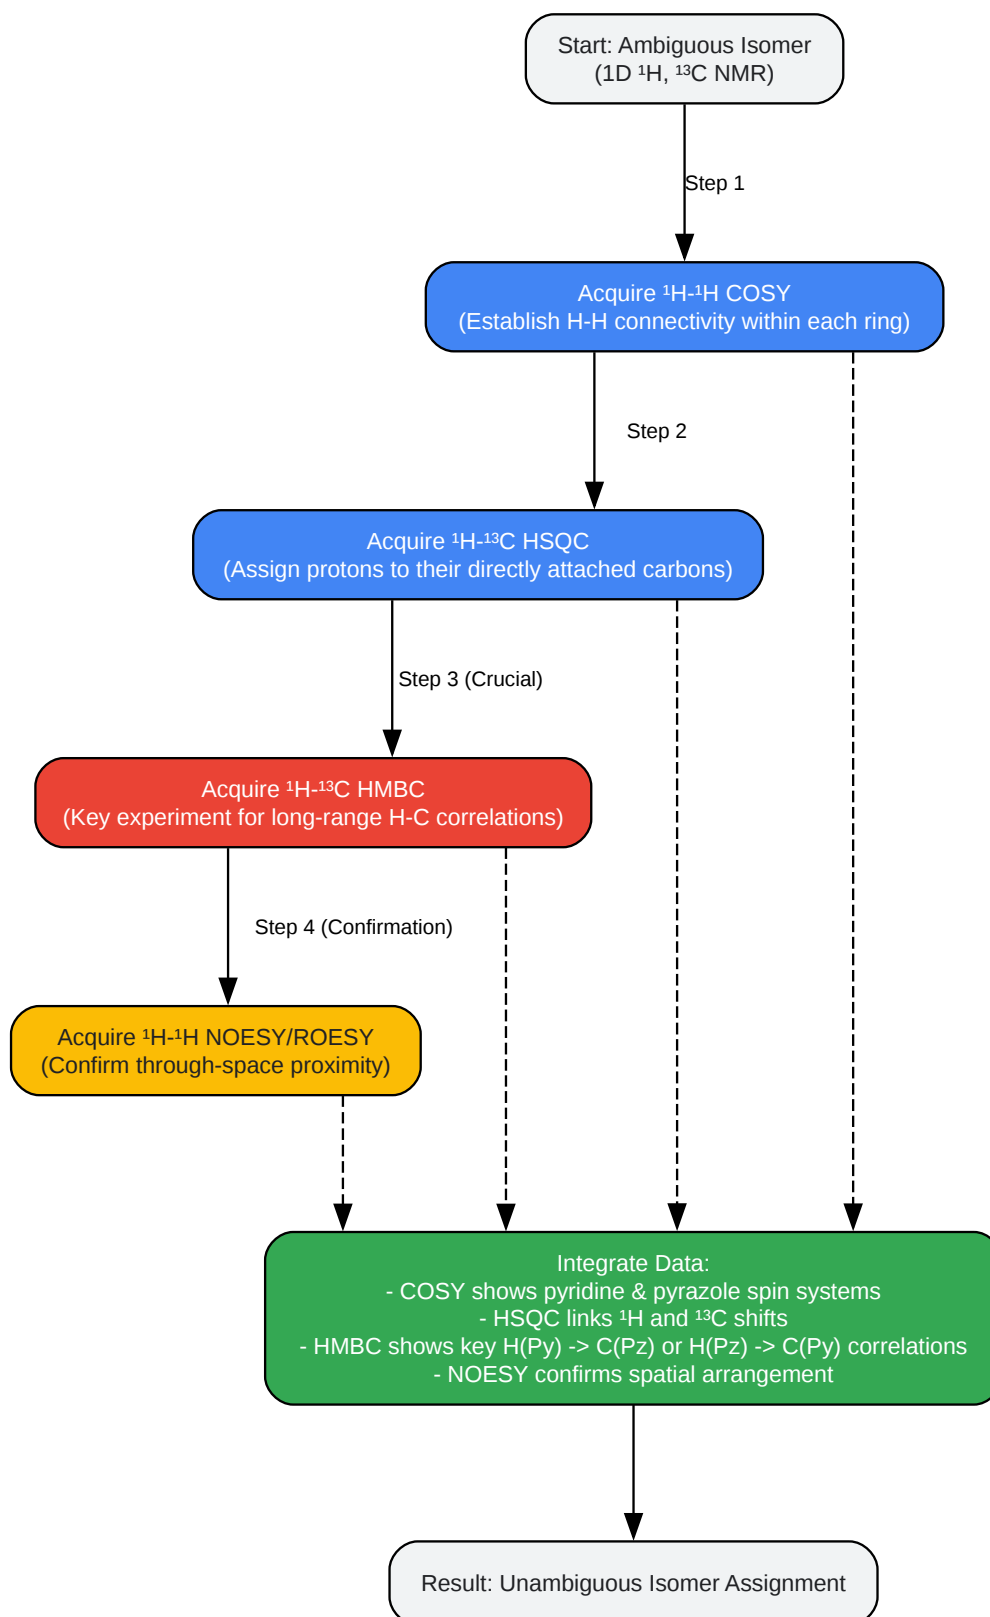 Start: Ambiguous Isomer
(1D ¹H, ¹³C NMR)
Step 1
Acquire ¹H-¹H COSY
(Establish H-H connectivity within each ring)
Step 2
Acquire ¹H-¹³C HSQC
(Assign protons to their directly attached carbons)
Step 3 (Crucial)
Acquire ¹H-¹³C HMBC
(Key experiment for long-range H-C correlations)
Step 4 (Confirmation)
Acquire ¹H-¹H NOESY/ROESY
(Confirm through-space proximity)
Integrate Data:
- COSY shows pyridine & pyrazole spin systems
- HSQC links ¹H and ¹³C shifts
- HMBC shows key H(Py) -> C(Pz) or H(Pz) -> C(Py) correlations
- NOESY confirms spatial arrangement
Result: Unambiguous Isomer Assignment